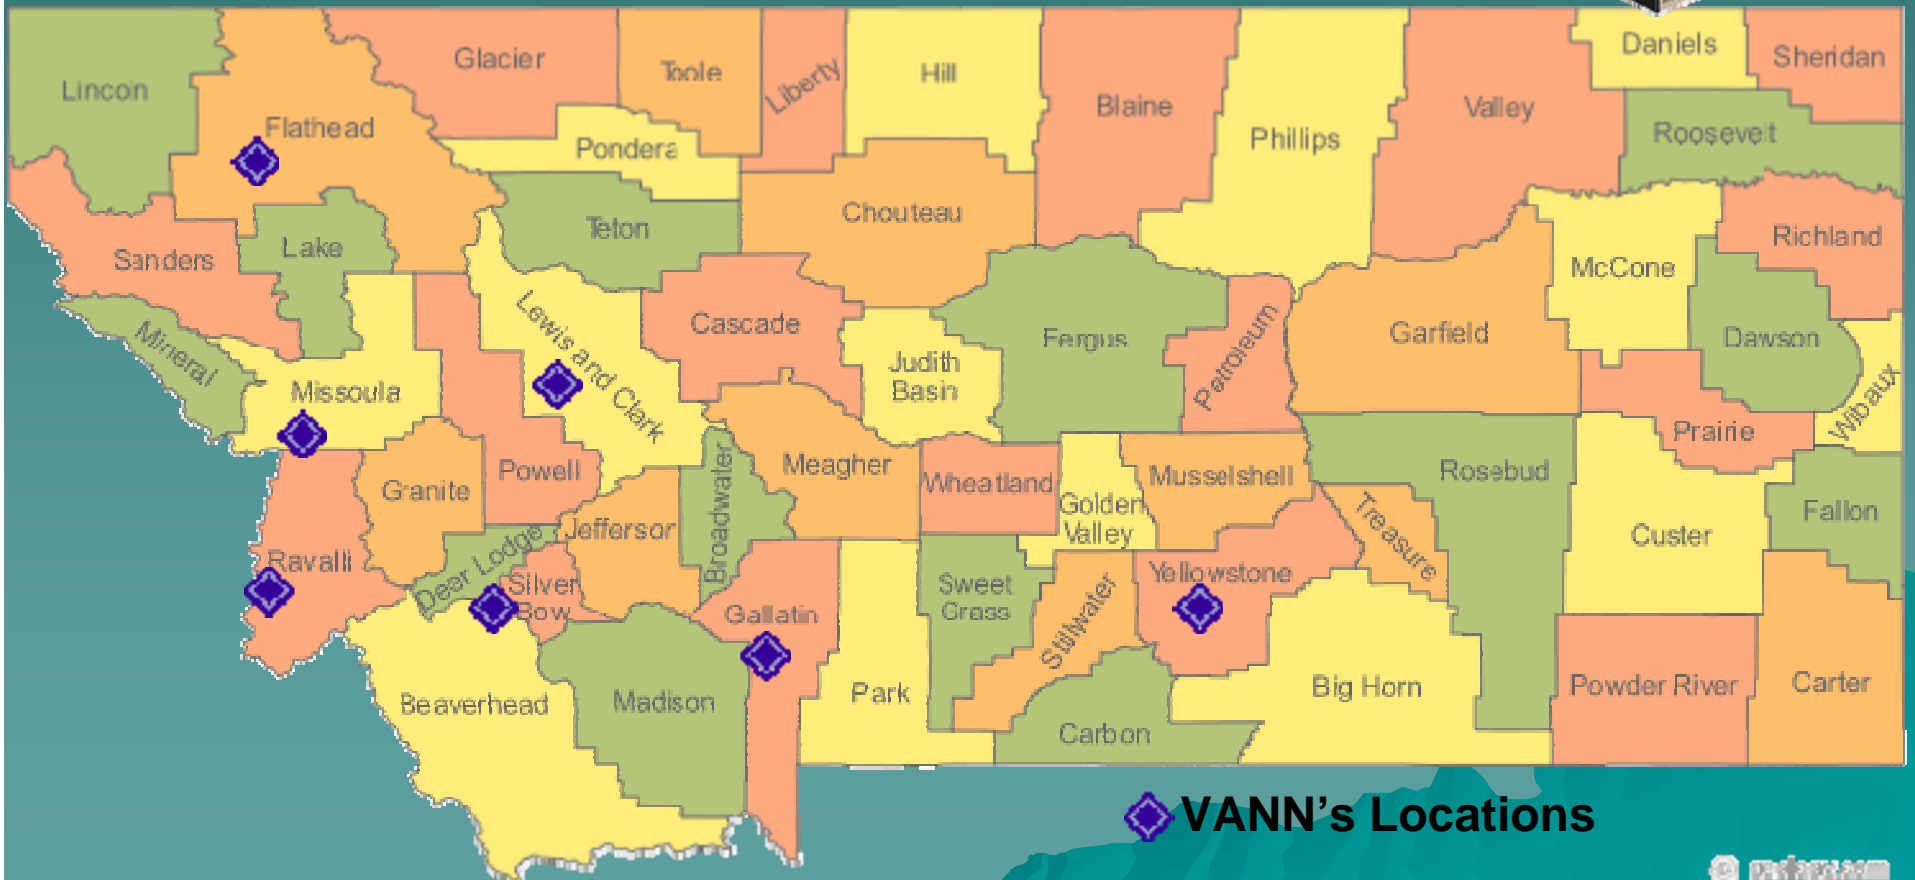 Lincoln
Flathead
Glacier
Toole
Liberty
Hill
Blaine
Phillips
Valley
Daniels
Sheridan
Roosevelt
Pondera
Teton
Chouteau
Sanders
Lake
Richland
McCone
Mineral
Missoula
Lewis and Clark
Cascade
Judith
Basin
Fergus
Petroleum
Garfield
Dawson
Wibaux
Prairie
Powell
Granite
Meagher
Wheatland
Golden
Valley
Musselshell
Rosebud
Treasure
Custer
Fallon
Ravalli
Deer Lodge
Silver
Bow
Jefferson
Broadwater
Gallatin
Sweet
Grass
Stillwater
Yellowstone
Beaverhead
Madison
Park
Carbon
Big Horn
Powder River
Carter
VANN's Locations